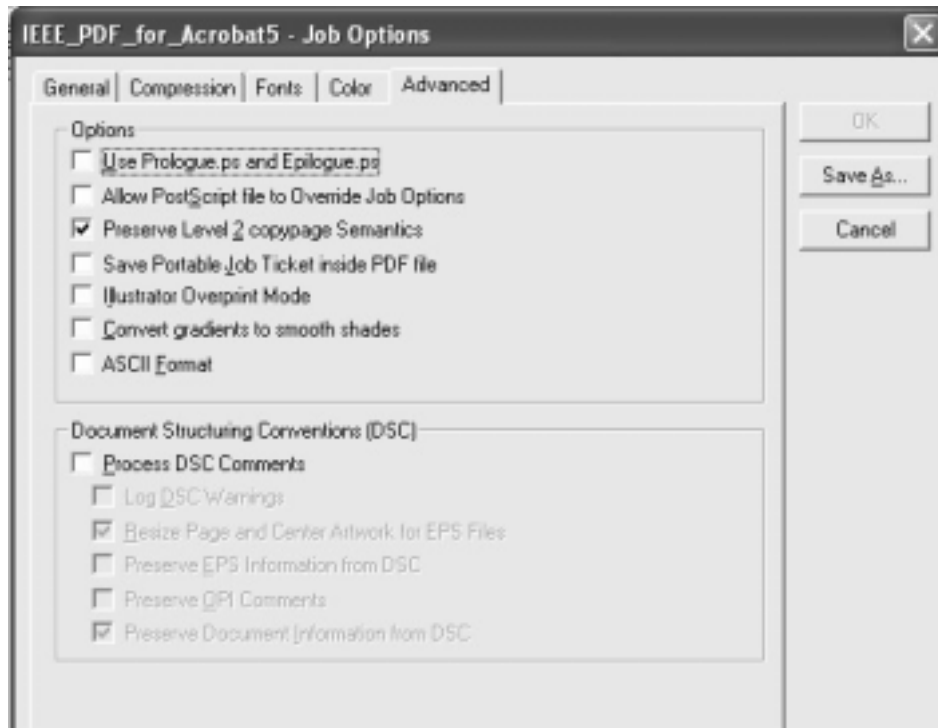 IEEE_PDF_for_Acrobat5 - Job Options
General Compression Fonts Color Advanced
Options
Use Prologue.ps and Epilogue.ps
Allow PostScript file to Override Job Options
Preserve Level 2 copypage Semantics
Save Portable Job Ticket inside PDF file
Illustrator Overprint Mode
Convert gradients to smooth shades
ASCII Format
Document Structuring Conventions (DSC)
Process DSC Comments
Log DSC Warnings
Resize Page and Center Artwork for EPS Files
Preserve EPS Information from DSC
Preserve OPI Comments
Preserve Document Information from DSC
OK
Save As...
Cancel